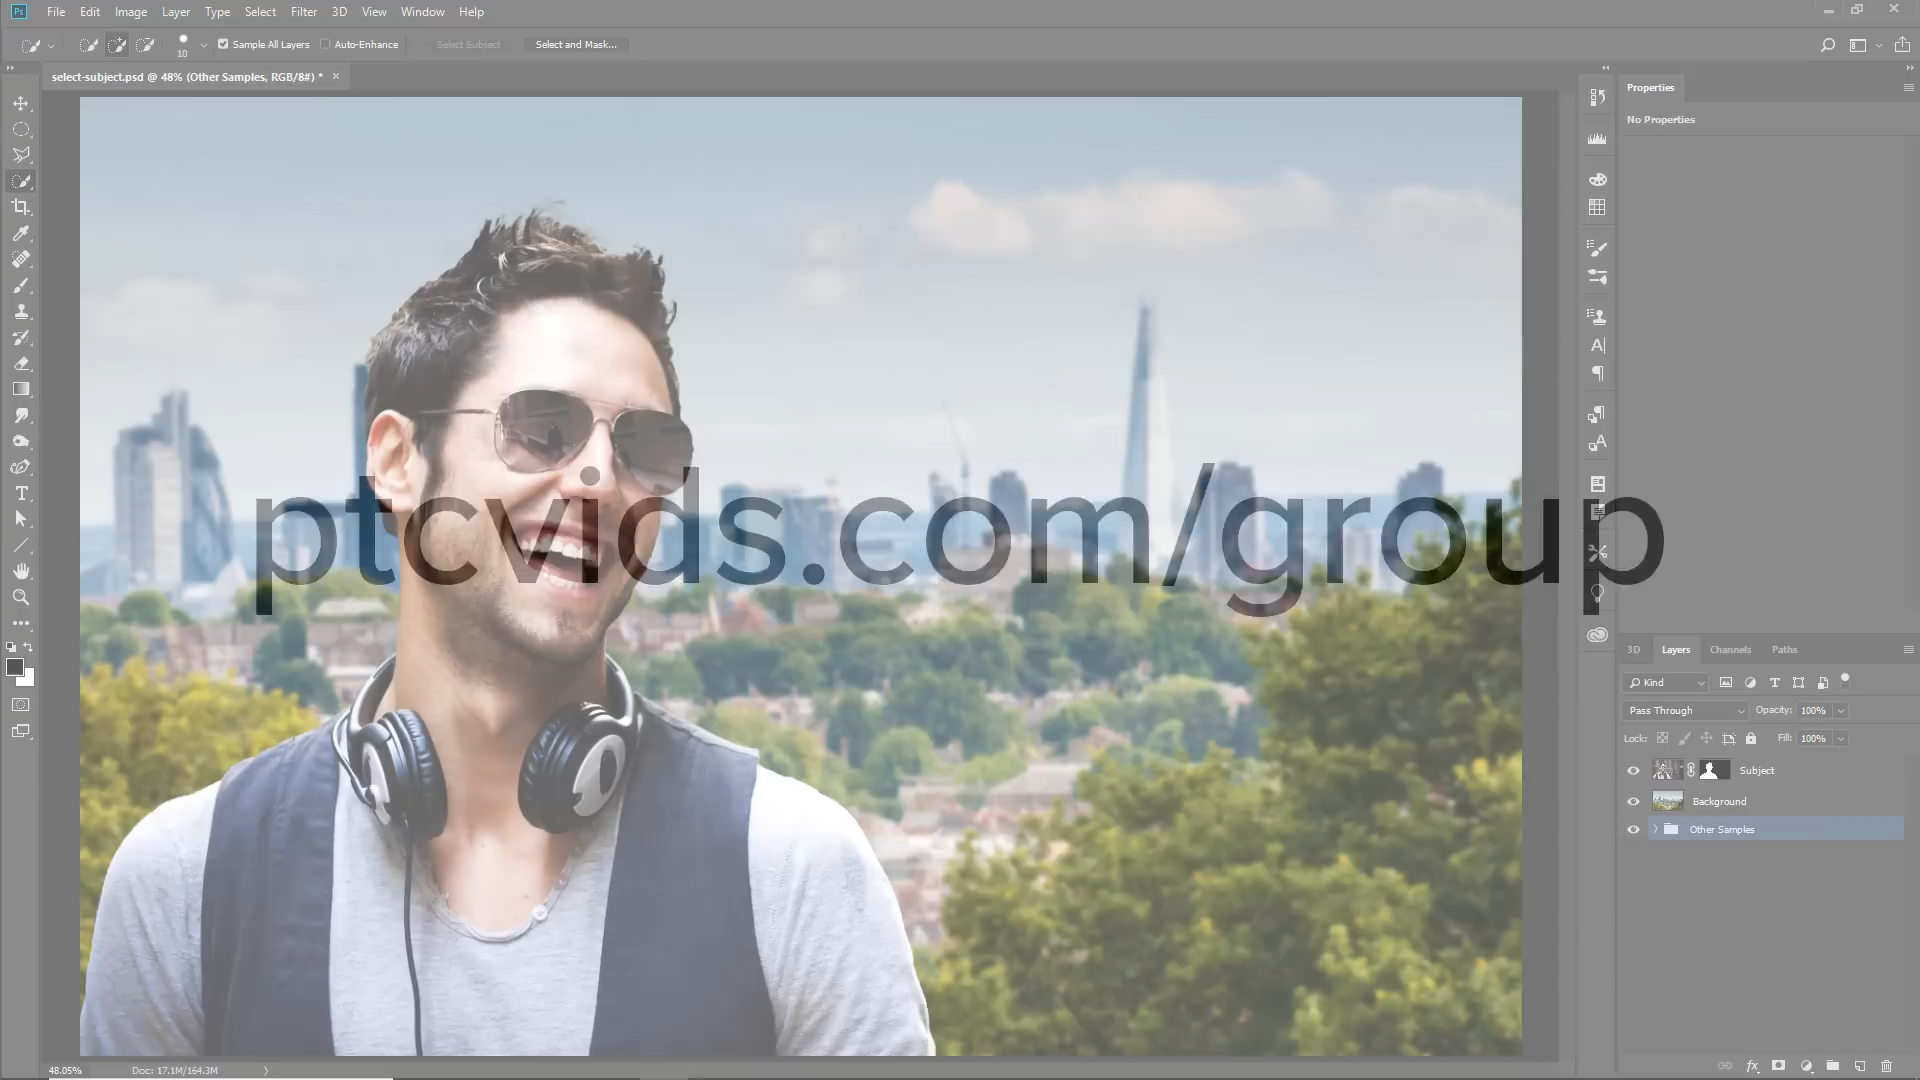 Ps File Edit Image Layer Type Select Filter 3D View Window Help
10 Sample All Layers Auto-Enhance Select Subject Select and Mask...
select-subject.psd @ 48% (Other Samples, RGB/8#) *
Properties
No Properties
ptcvids.com/group
3D Layers Channels Paths
Kind
Pass Through Opacity: 100%
Lock: Fill: 100%
Subject
Background
Other Samples
48.05% Doc: 17.1M/164.3M